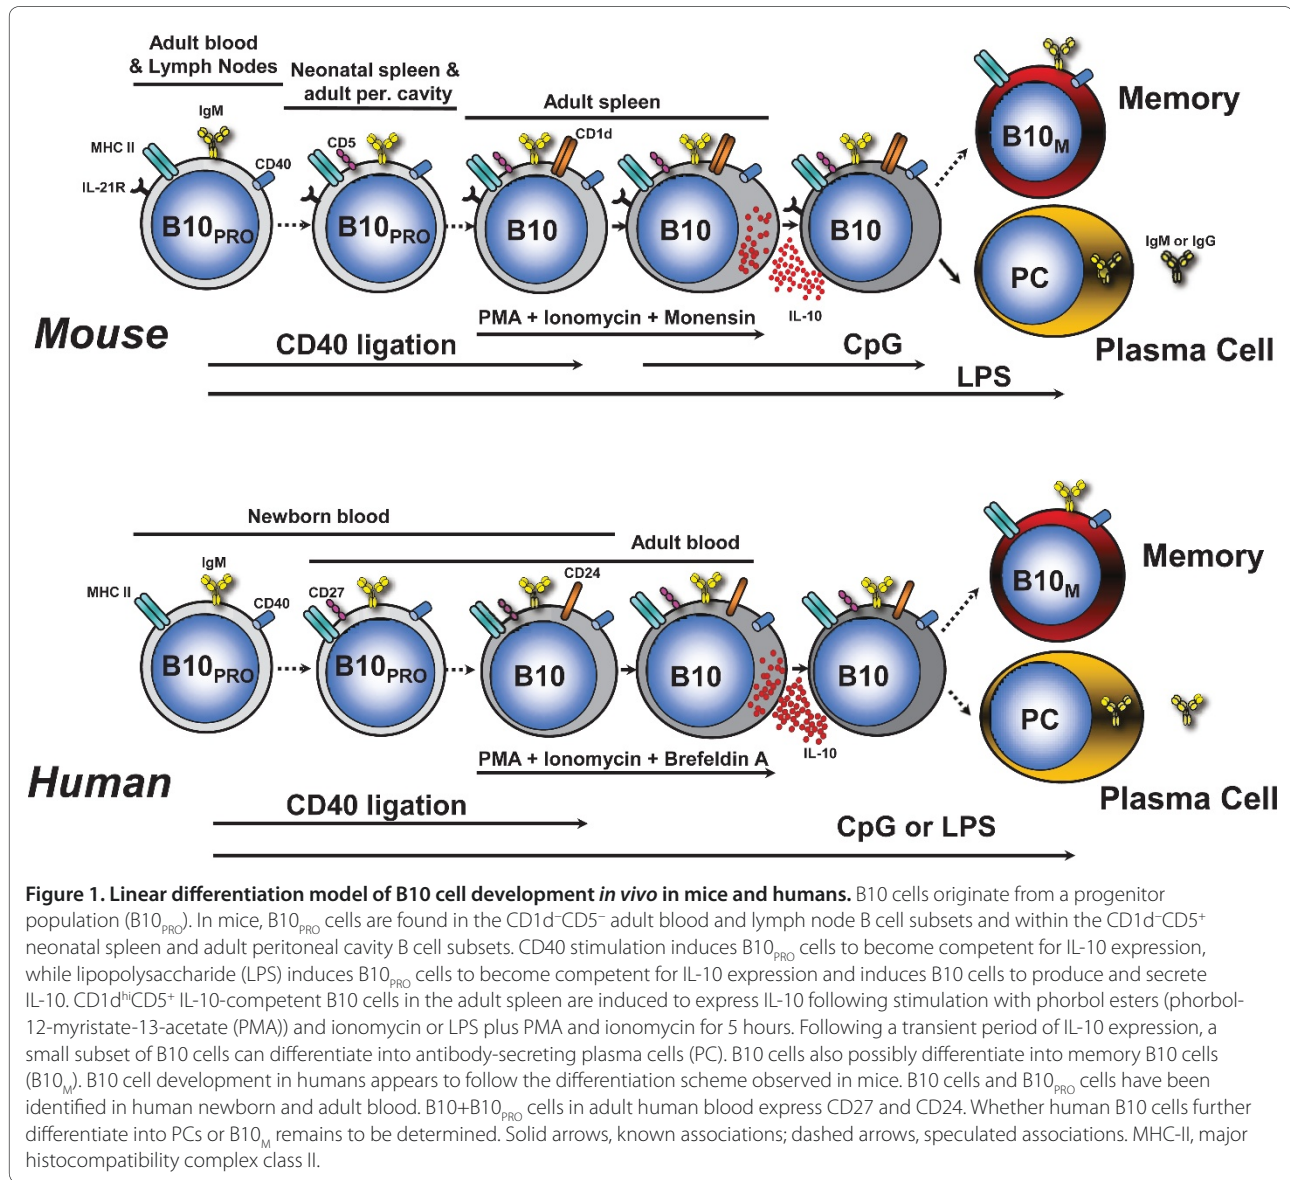 Adult blood
& Lymph Nodes
Neonatal spleen &
adult per. cavity
Adult spleen
IgM
MHC II
CD40
IL-21R
CD5
CD1d
B10PRO
B10PRO
B10
B10
B10
IL-10
B10M
Memory
PC
IgM or IgG
Plasma Cell
Mouse
PMA + Ionomycin + Monensin
CD40 ligation
CpG
LPS
Newborn blood
Adult blood
IgM
MHC II
CD40
CD27
CD24
B10PRO
B10PRO
B10
B10
B10
IL-10
B10M
Memory
PC
Plasma Cell
Human
PMA + Ionomycin + Brefeldin A
CD40 ligation
CpG or LPS
Figure 1. Linear differentiation model of B10 cell development in vivo in mice and humans. B10 cells originate from a progenitor
population (B10PRO). In mice, B10PRO cells are found in the CD1d–CD5– adult blood and lymph node B cell subsets and within the CD1d–CD5+
neonatal spleen and adult peritoneal cavity B cell subsets. CD40 stimulation induces B10PRO cells to become competent for IL-10 expression,
while lipopolysaccharide (LPS) induces B10PRO cells to become competent for IL-10 expression and induces B10 cells to produce and secrete
IL-10. CD1dhiCD5+ IL-10-competent B10 cells in the adult spleen are induced to express IL-10 following stimulation with phorbol esters (phorbol-
12-myristate-13-acetate (PMA)) and ionomycin or LPS plus PMA and ionomycin for 5 hours. Following a transient period of IL-10 expression, a
small subset of B10 cells can differentiate into antibody-secreting plasma cells (PC). B10 cells also possibly differentiate into memory B10 cells
(B10M). B10 cell development in humans appears to follow the differentiation scheme observed in mice. B10 cells and B10PRO cells have been
identified in human newborn and adult blood. B10+B10PRO cells in adult human blood express CD27 and CD24. Whether human B10 cells further
differentiate into PCs or B10M remains to be determined. Solid arrows, known associations; dashed arrows, speculated associations. MHC-II, major
histocompatibility complex class II.